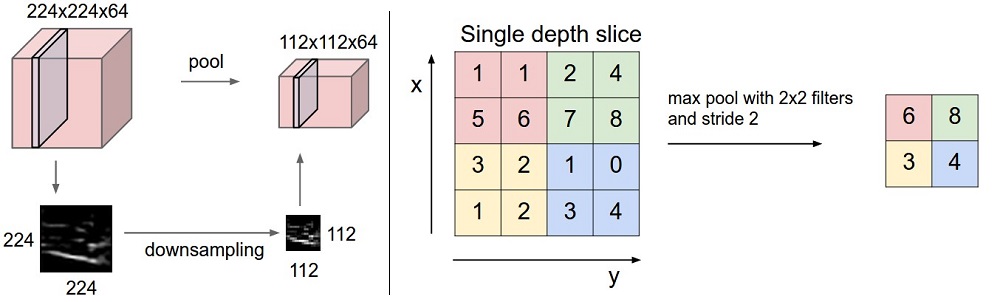 224x224x64
pool
112x112x64
224
downsampling
112
224
112
Single depth slice
x
1 1 2 4
5 6 7 8
3 2 1 0
1 2 3 4
y
max pool with 2x2 filters
and stride 2
6 8
3 4